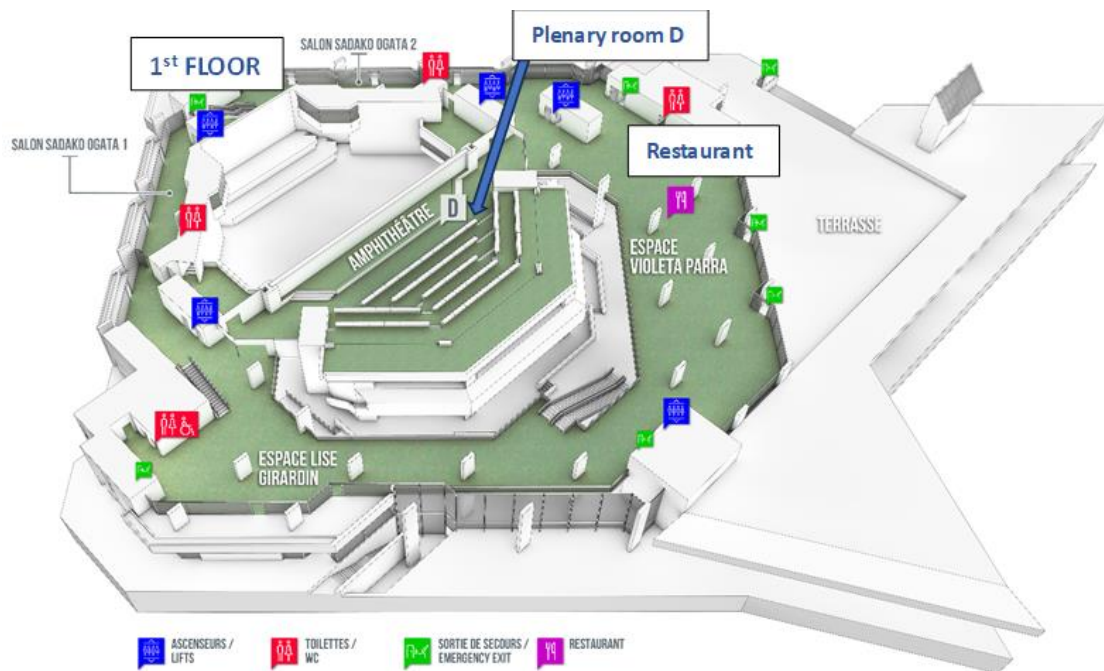 SALON SADAKO OGATA 2
Plenary room D
1st FLOOR
SALON SADAKO OGATA 1
Restaurant
D
AMPHITHÉÂTRE
TERRASSE
ESPACE
VIOLETA PARRA
ESPACE LISE
GIRARDIN
ASCENSEURS /
LIFTS
TOILETTES /
WC
SORTIE DE SECOURS /
EMERGENCY EXIT
RESTAURANT